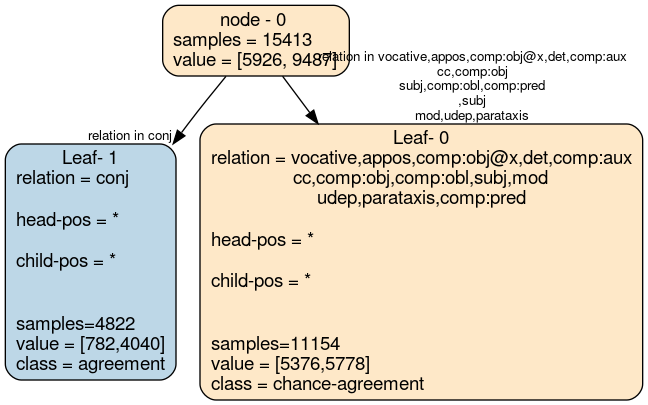 node - 0
samples = 15413
value = [5926, 9487]
relation in vocative,appos,comp:obj@x,det,comp:aux
cc,comp:obj
subj,comp:obl,comp:pred
,subj
mod,udep,parataxis
relation in conj
Leaf- 1
relation = conj
head-pos = *
child-pos = *
samples=4822
value = [782,4040]
class = agreement
Leaf- 0
relation = vocative,appos,comp:obj@x,det,comp:aux
cc,comp:obj,comp:obl,subj,mod
udep,parataxis,comp:pred
head-pos = *
child-pos = *
samples=11154
value = [5376,5778]
class = chance-agreement